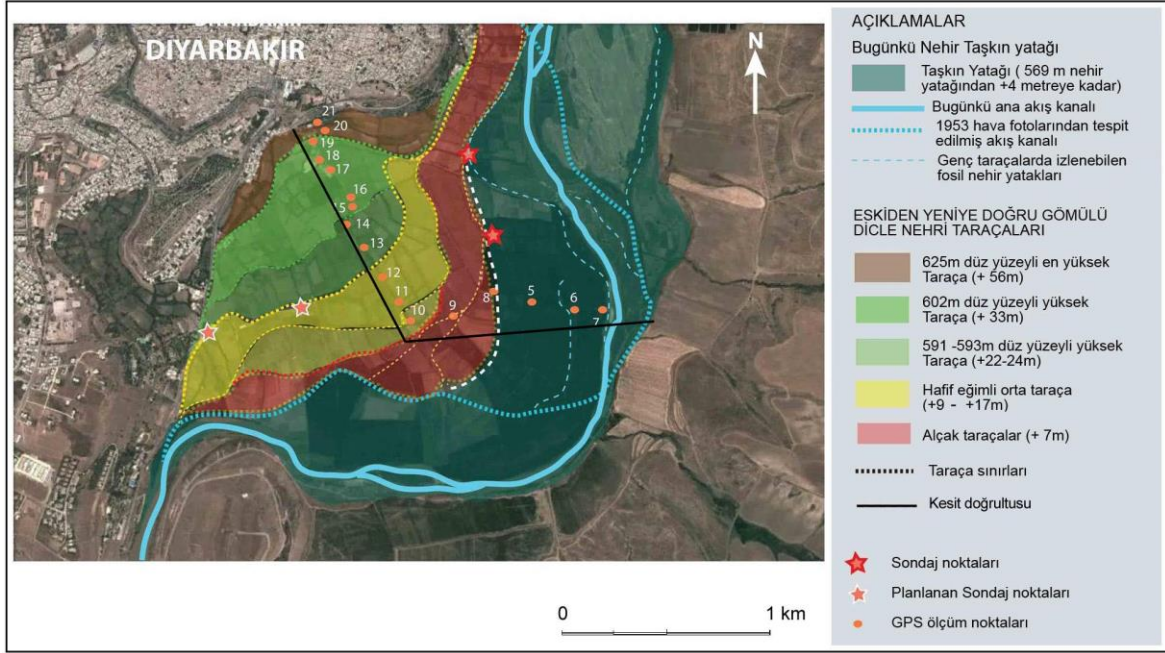 DIYARBAKIR
DIYARBAKIR
N
21
20
19
18
17
16
15
14
13
12
11
10
9
8
5
6
7
0 1 km
AÇIKLAMALAR
Bugünkü Nehir Taşkın yatağı
Taşkın Yatağı ( 569 m nehir
yatağından +4 metreye kadar)
Bugünkü ana akış kanalı
1953 hava fotolarından tespit
edilmiş akış kanalı
Genç taraçalarda izlenebilen
fosil nehir yatakları
ESKİDEN YENİYE DOĞRU GÖMÜLÜ
DİCLE NEHRİ TARAÇALARI
625m düz yüzeyli en yüksek
Taraça (+ 56m)
602m düz yüzeyli yüksek
Taraça (+ 33m)
591 -593m düz yüzeyli yüksek
Taraça (+22-24m)
Hafif eğimli orta taraça
(+9 - +17m)
Alçak taraçalar (+ 7m)
Taraça sınırları
Kesit doğrultusu
Sondaj noktaları
Planlanan Sondaj noktaları
GPS ölçüm noktaları